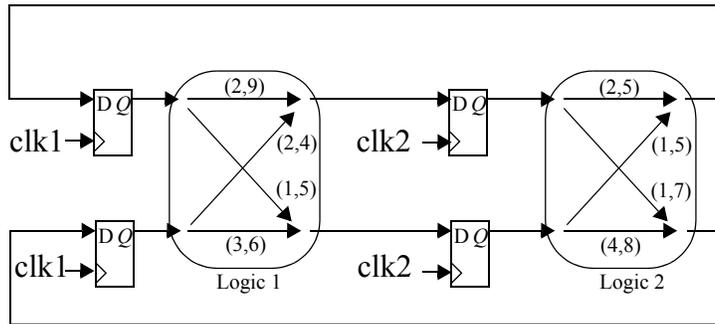 (2,9)
(2,5)
D Q
D Q
clk1
(2,4)
clk2
(1,5)
(1,5)
(1,7)
D Q
D Q
clk1
(3,6)
clk2
(4,8)
Logic 1
Logic 2